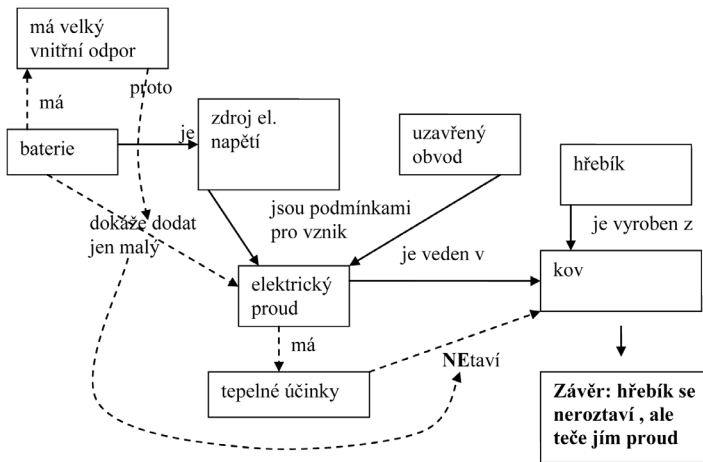 má velký
vnitřní odpor
proto
má
zdroj el.
napětí
je
uzavřený
obvod
baterie
hřebík
jsou podmínkami
pro vznik
dokáže dodat
jen malý
je vyroben z
je veden v
elektrický
proud
kov
má
NEtaví
tepelné účinky
Závěr: hřebík se
neroztaví , ale
teče jím proud